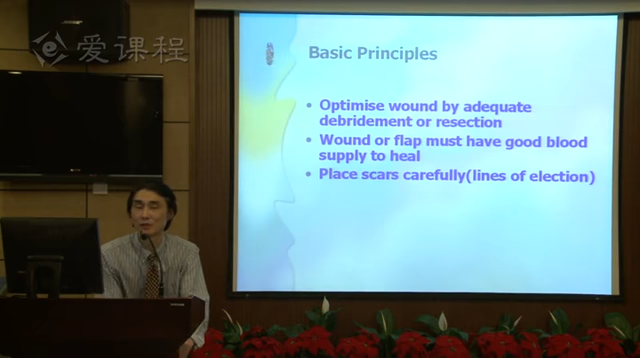 爱课程
Basic Principles
• Optimise wound by adequate
debridement or resection
• Wound or flap must have good blood
supply to heal
• Place scars carefully(lines of election)